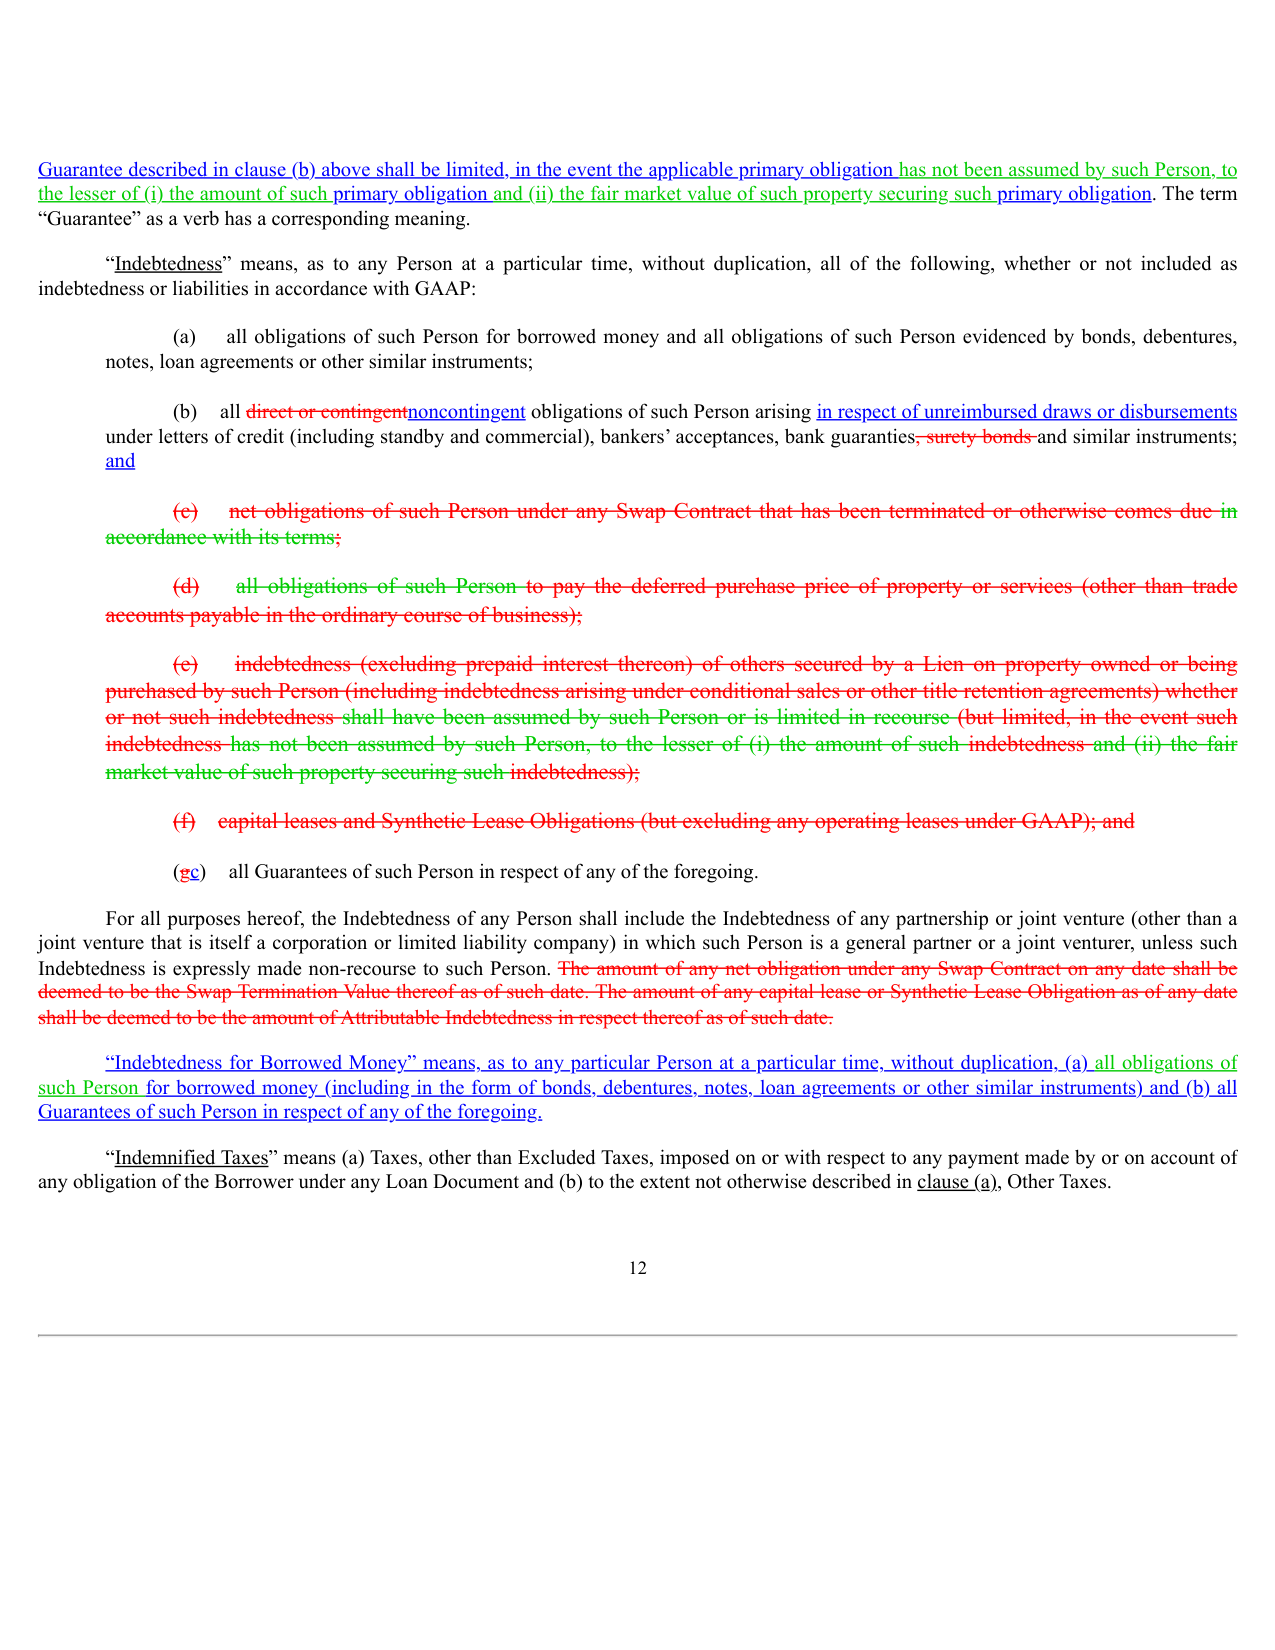 Guarantee described in clause (b) above shall be limited, in the event the applicable primary obligation has not been assumed by such Person, to
the lesser of (i) the amount of such primary obligation and (ii) the fair market value of such property securing such primary obligation. The term
“Guarantee” as a verb has a corresponding meaning.
“Indebtedness” means, as to any Person at a particular time, without duplication, all of the following, whether or not included as
indebtedness or liabilities in accordance with GAAP:
(a) all obligations of such Person for borrowed money and all obligations of such Person evidenced by bonds, debentures,
notes, loan agreements or other similar instruments;
(b) all direct or contingentnoncontingent obligations of such Person arising in respect of unreimbursed draws or disbursements
under letters of credit (including standby and commercial), bankers’ acceptances, bank guaranties, surety bonds and similar instruments;
and
(c) net obligations of such Person under any Swap Contract that has been terminated or otherwise comes due in
accordance with its terms;
(d) all obligations of such Person to pay the deferred purchase price of property or services (other than trade
accounts payable in the ordinary course of business);
(e) indebtedness (excluding prepaid interest thereon) of others secured by a Lien on property owned or being
purchased by such Person (including indebtedness arising under conditional sales or other title retention agreements) whether
or not such indebtedness shall have been assumed by such Person or is limited in recourse (but limited, in the event such
indebtedness has not been assumed by such Person, to the lesser of (i) the amount of such indebtedness and (ii) the fair
market value of such property securing such indebtedness);
(f) capital leases and Synthetic Lease Obligations (but excluding any operating leases under GAAP); and
(gc) all Guarantees of such Person in respect of any of the foregoing.
For all purposes hereof, the Indebtedness of any Person shall include the Indebtedness of any partnership or joint venture (other than a
joint venture that is itself a corporation or limited liability company) in which such Person is a general partner or a joint venturer, unless such
Indebtedness is expressly made non-recourse to such Person. The amount of any net obligation under any Swap Contract on any date shall be
deemed to be the Swap Termination Value thereof as of such date. The amount of any capital lease or Synthetic Lease Obligation as of any date
shall be deemed to be the amount of Attributable Indebtedness in respect thereof as of such date.
“Indebtedness for Borrowed Money” means, as to any particular Person at a particular time, without duplication, (a) all obligations of
such Person for borrowed money (including in the form of bonds, debentures, notes, loan agreements or other similar instruments) and (b) all
Guarantees of such Person in respect of any of the foregoing.
“Indemnified Taxes” means (a) Taxes, other than Excluded Taxes, imposed on or with respect to any payment made by or on account of
any obligation of the Borrower under any Loan Document and (b) to the extent not otherwise described in clause (a), Other Taxes.
12